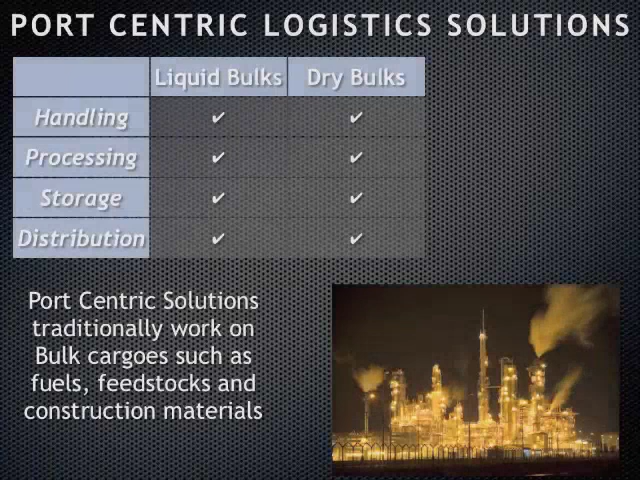 PORT CENTRIC LOGISTICS SOLUTIONS
Liquid Bulks Dry Bulks
Handling ✔ ✔
Processing ✔ ✔
Storage ✔ ✔
Distribution ✔ ✔
Port Centric Solutions
traditionally work on
Bulk cargoes such as
fuels, feedstocks and
construction materials